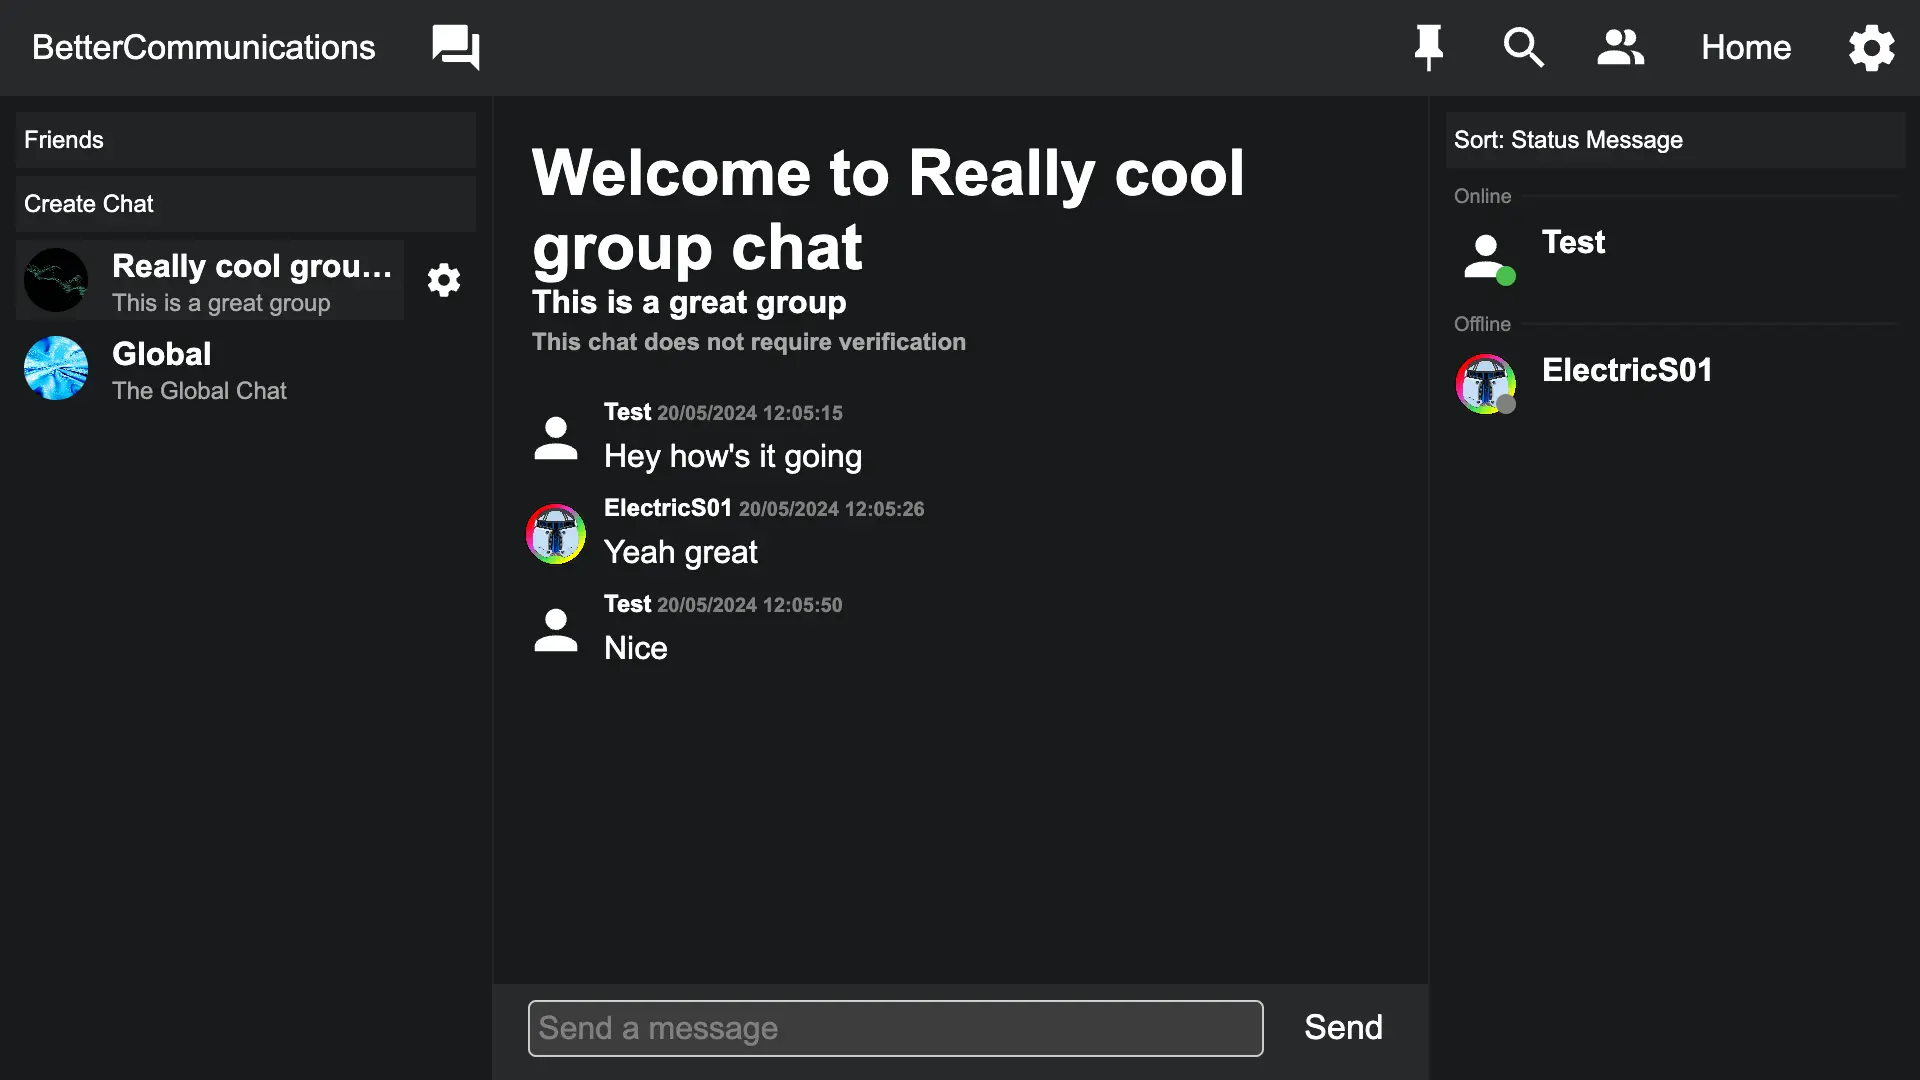 BetterCommunications
Home
Friends
Create Chat
Really cool grou...
This is a great group
Global
The Global Chat
Welcome to Really cool
group chat
This is a great group
This chat does not require verification
Test 20/05/2024 12:05:15
Hey how's it going
ElectricS01 20/05/2024 12:05:26
Yeah great
Test 20/05/2024 12:05:50
Nice
Send a message
Send
Sort: Status Message
Online
Test
Offline
ElectricS01